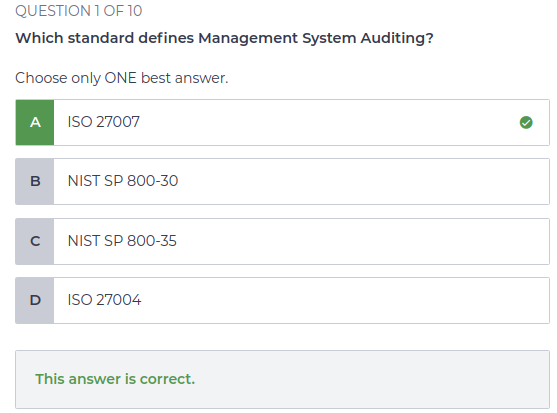 QUESTION 1 OF 10
Which standard defines Management System Auditing?
Choose only ONE best answer.
A ISO 27007
B NIST SP 800-30
C NIST SP 800-35
D ISO 27004
This answer is correct.